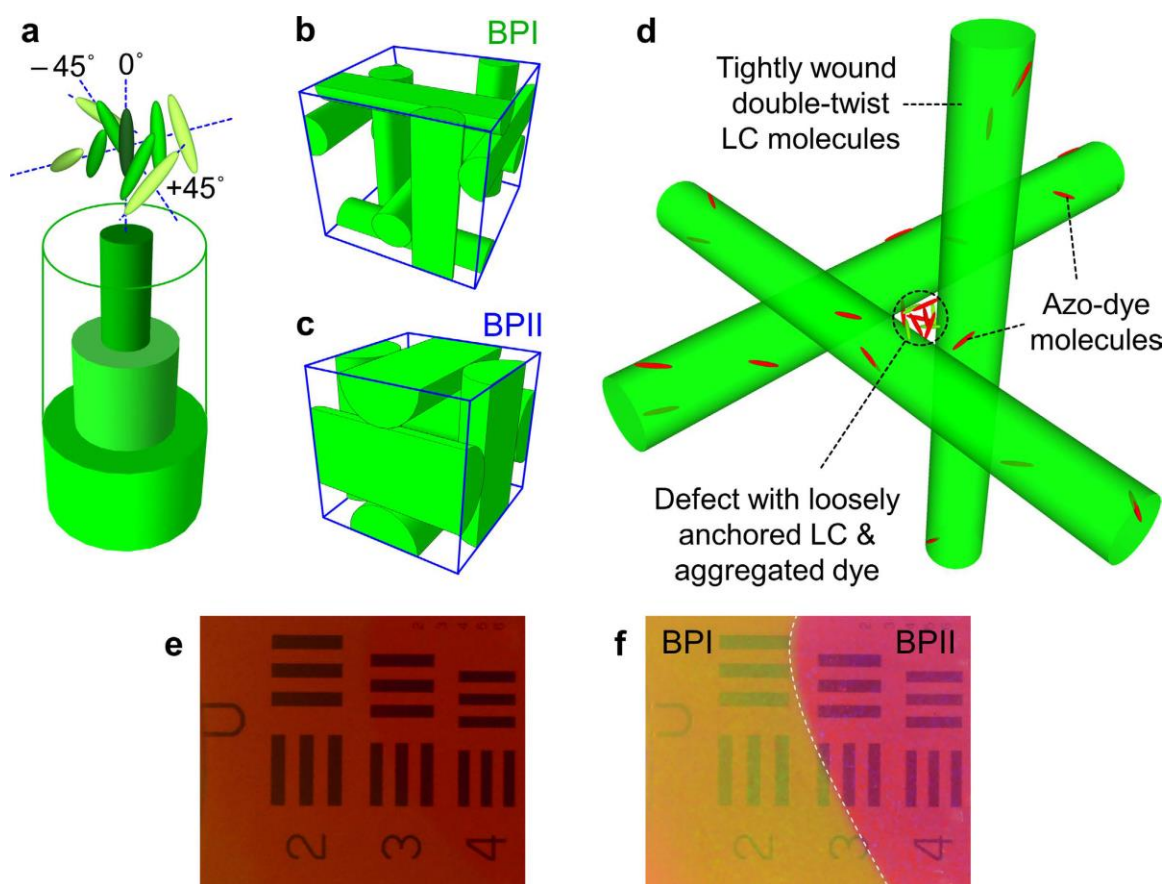 a
− 45°
0°
+45°
b
BPI
c
BPII
d
Tightly wound
double-twist
LC molecules
Azo-dye
molecules
Defect with loosely
anchored LC &
aggregated dye
e
2
3
4
f
BPI
BPII
2
3
4